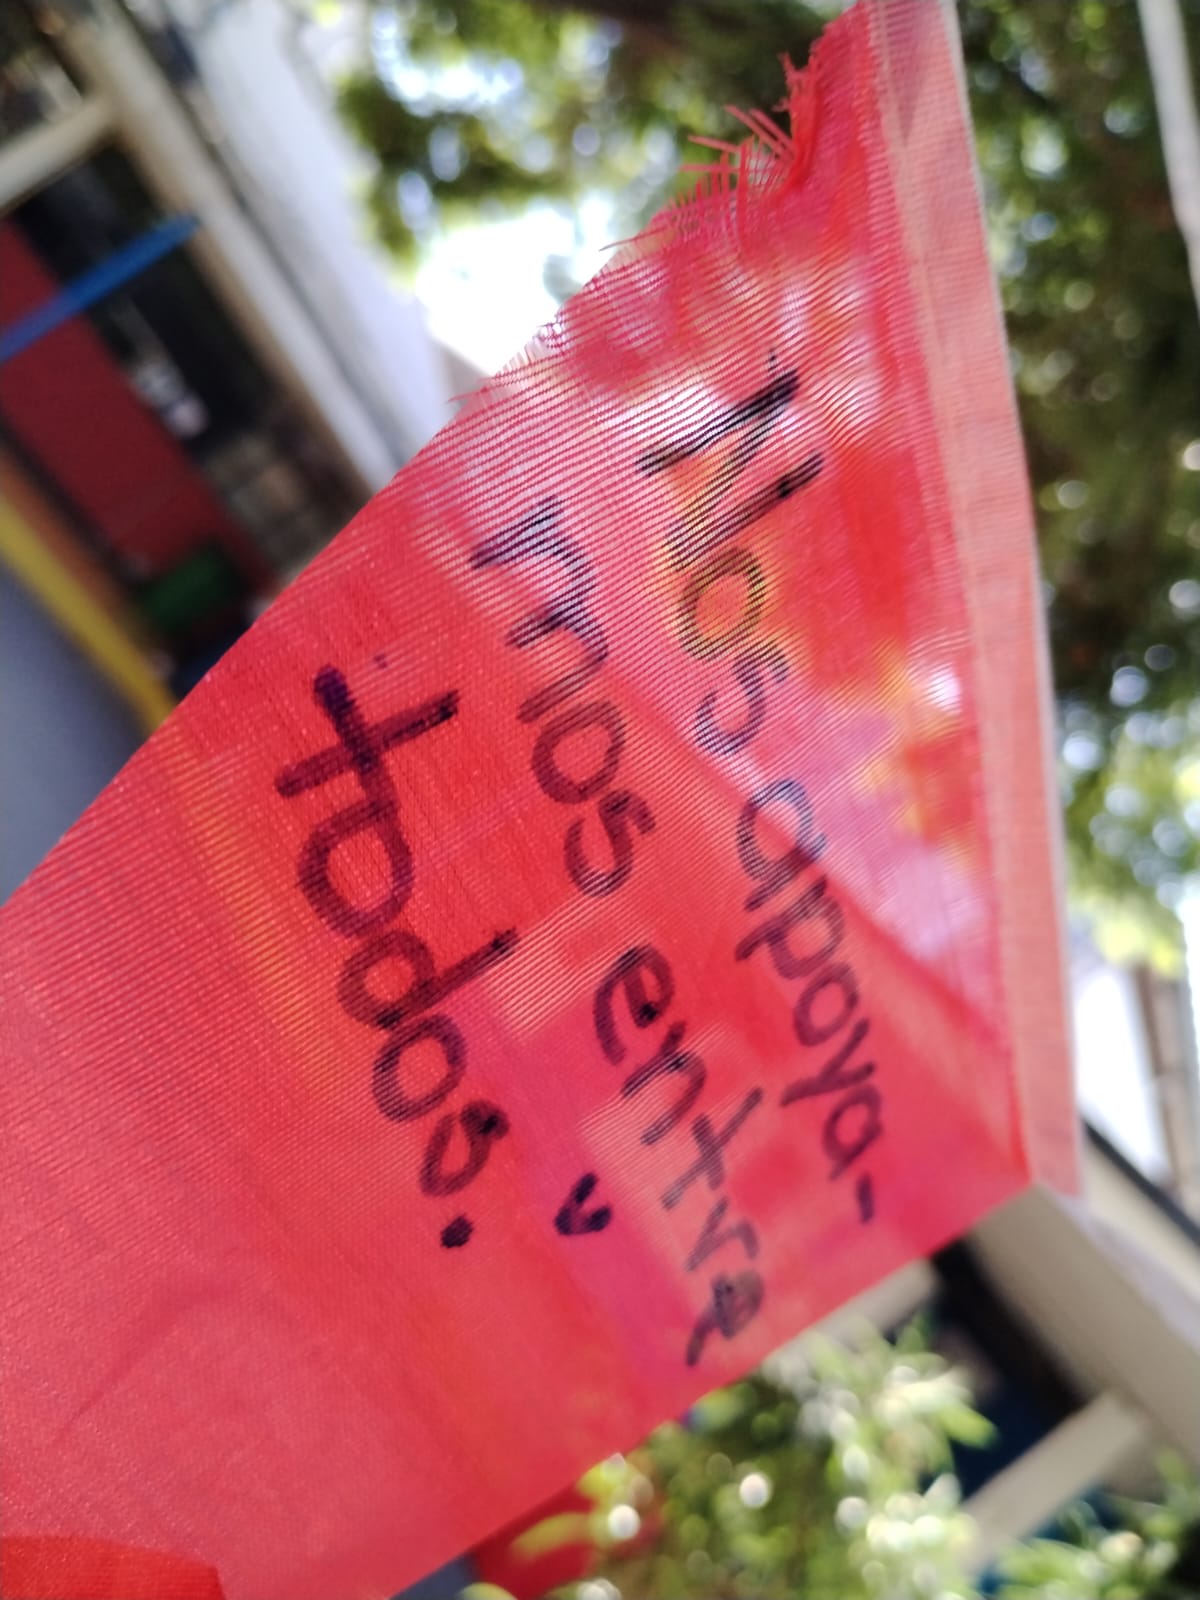 Nos apoya-
mos entre
todos.